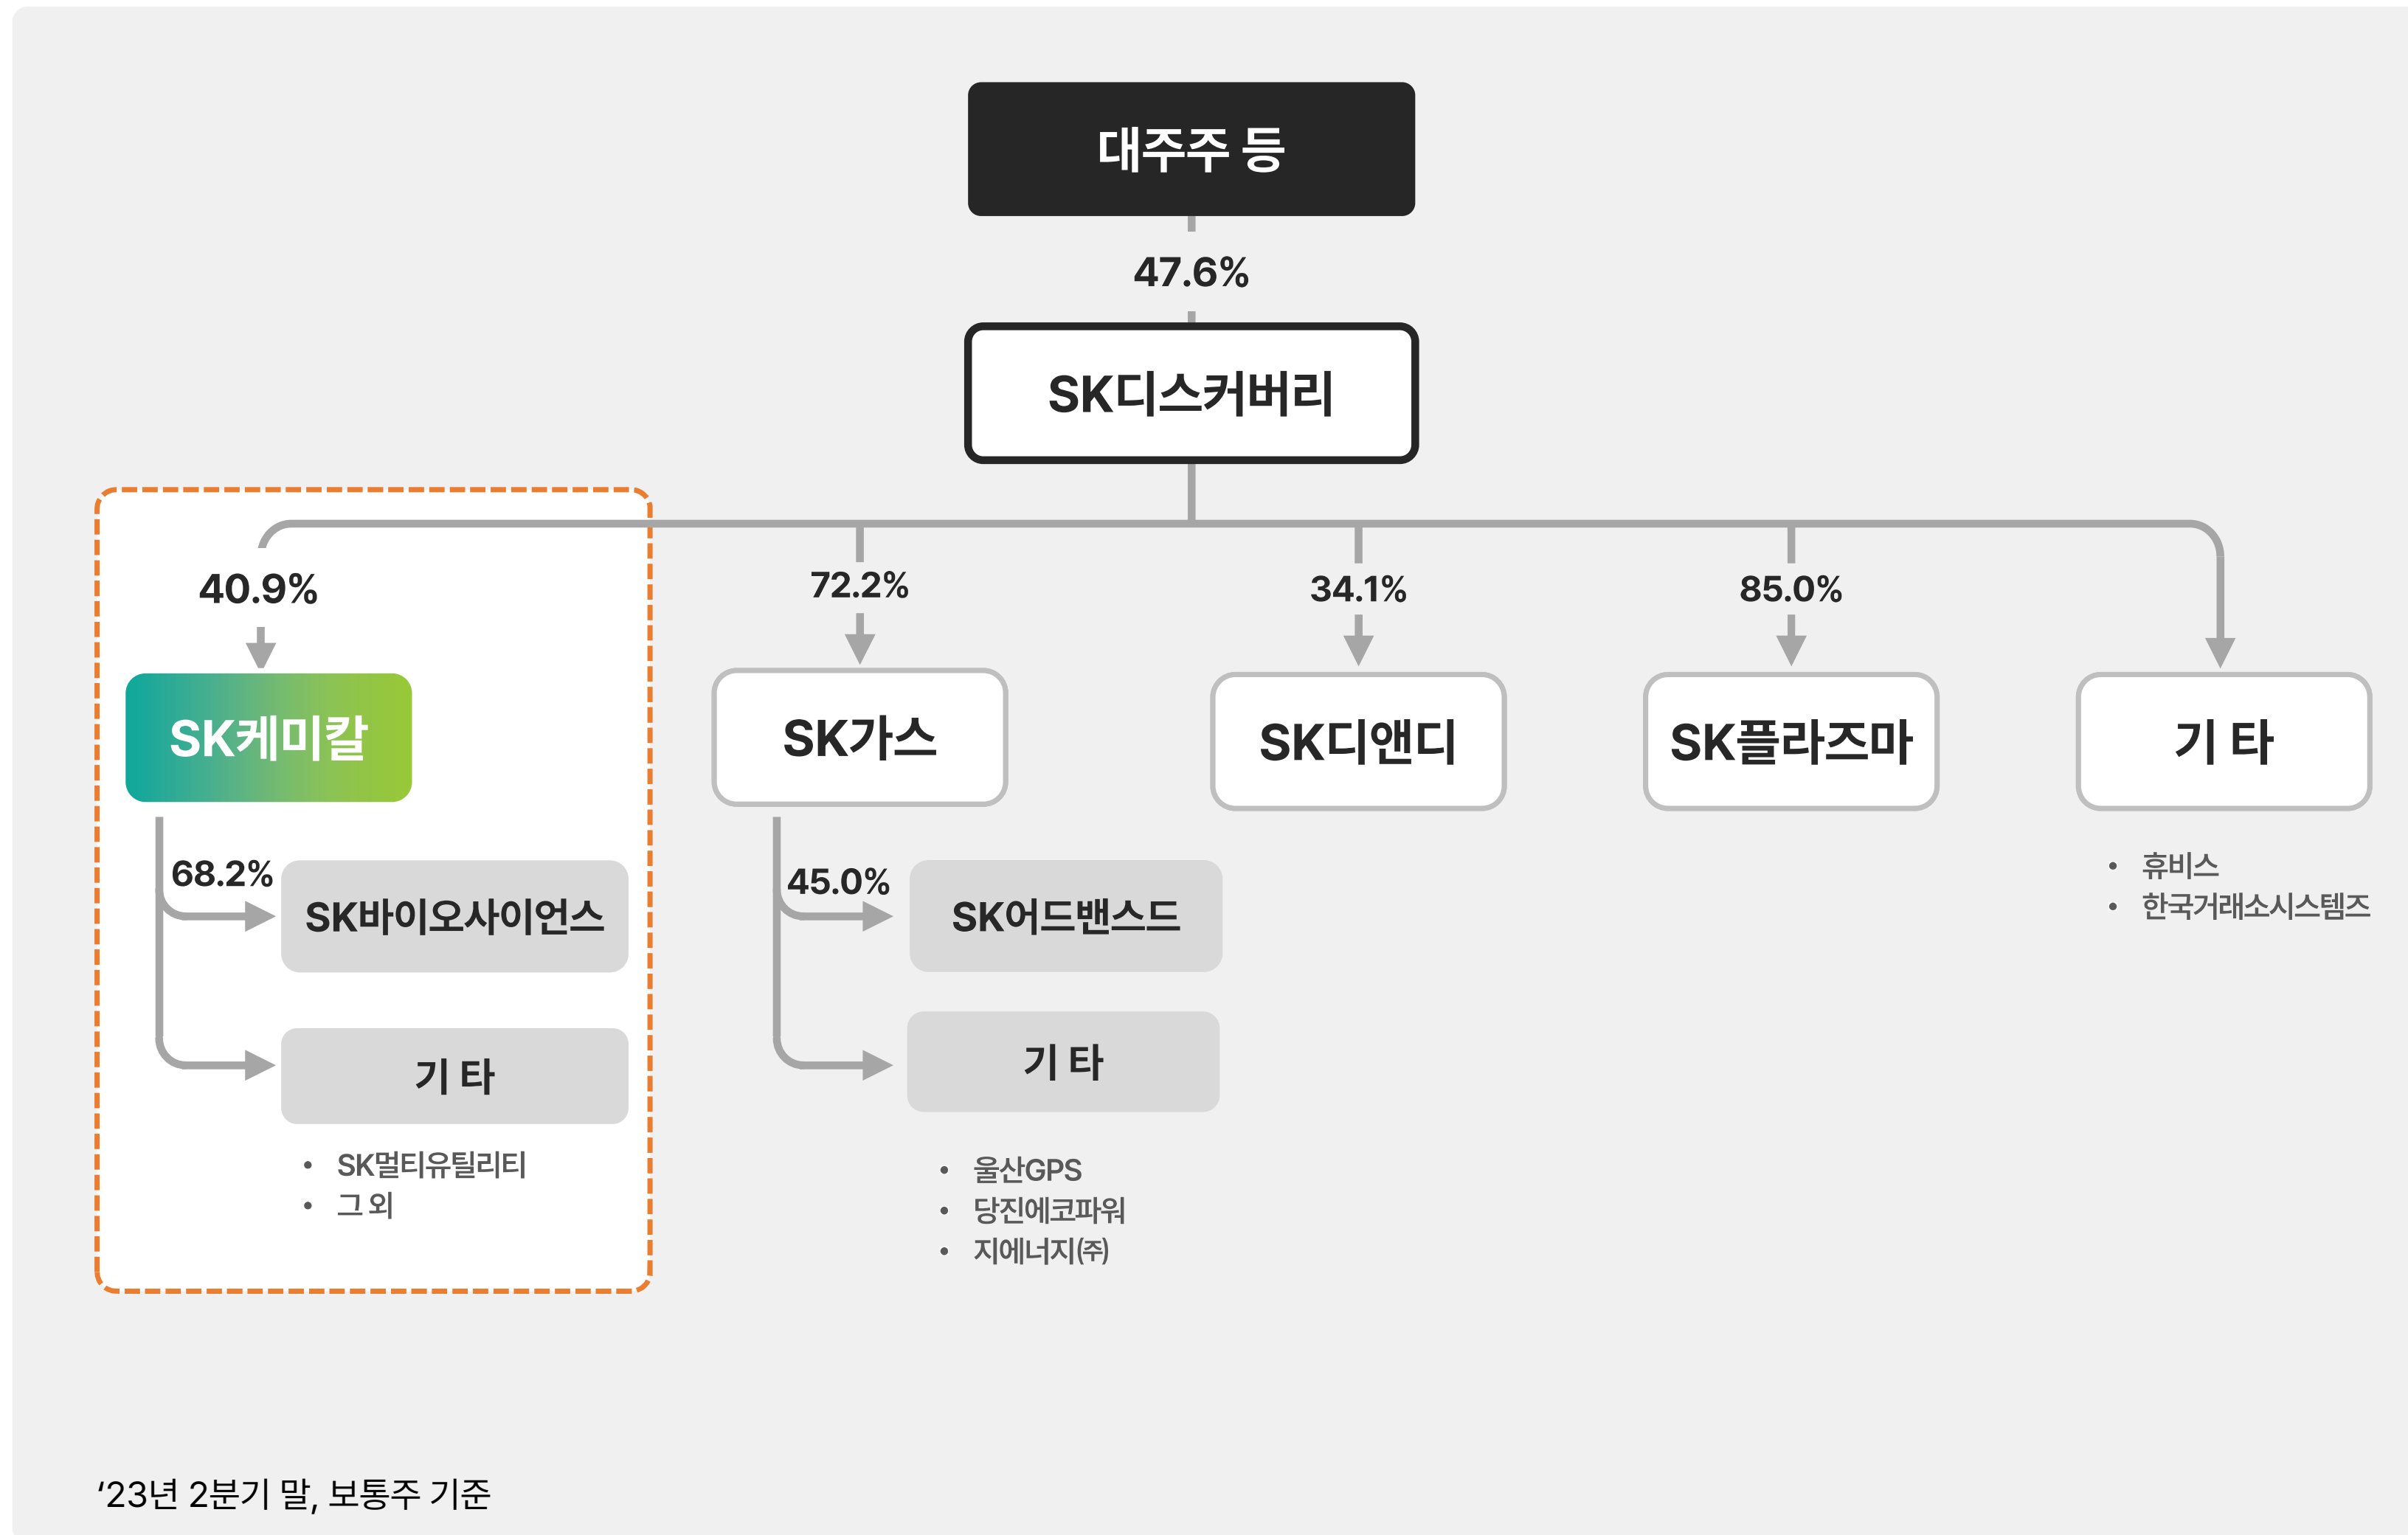 대주주 등
47.6%
SK디스커버리
40.9%
72.2%
34.1%
85.0%
SK케미칼
SK가스
SK디앤디
SK플라즈마
기 타
68.2%
SK바이오사이언스
45.0%
SK어드밴스드
• 휴비스
• 한국거래소시스템즈
기 타
기 타
• SK멀티유틸리티
• 그 외
• 울산GPS
• 당진에코파워
• 지에너지(주)
‘23년 2분기 말, 보통주 기준